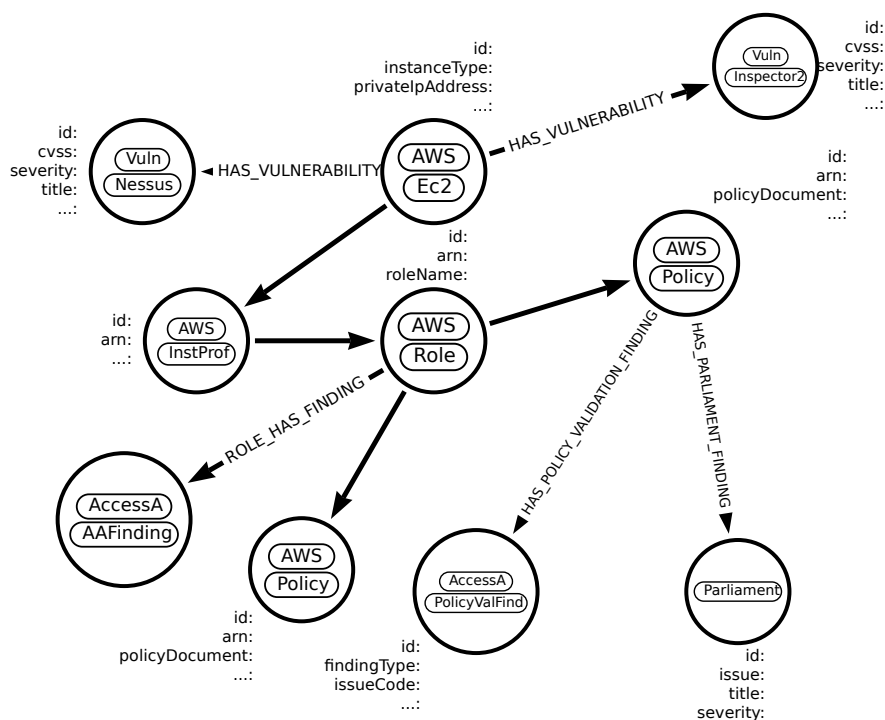 id:
instanceType:
privateIpAddress:
...:
id:
cvss:
severity:
title:
...:
Vuln
Inspector2
id:
cvss:
severity:
title:
...:
Vuln
Nessus
HAS_VULNERABILITY
AWS
Ec2
HAS_VULNERABILITY
id:
arn:
policyDocument:
...:
AWS
Policy
id:
arn:
roleName:
id:
arn:
...:
AWS
InstProf
AWS
Role
ROLE_HAS_FINDING
HAS_POLICY_VALIDATION_FINDING
HAS_PARLIAMENT_FINDING
AccessA
AAFinding
AWS
Policy
AccessA
PolicyValFind
Parliament
id:
arn:
policyDocument:
...:
id:
findingType:
issueCode:
...:
id:
issue:
title:
severity: